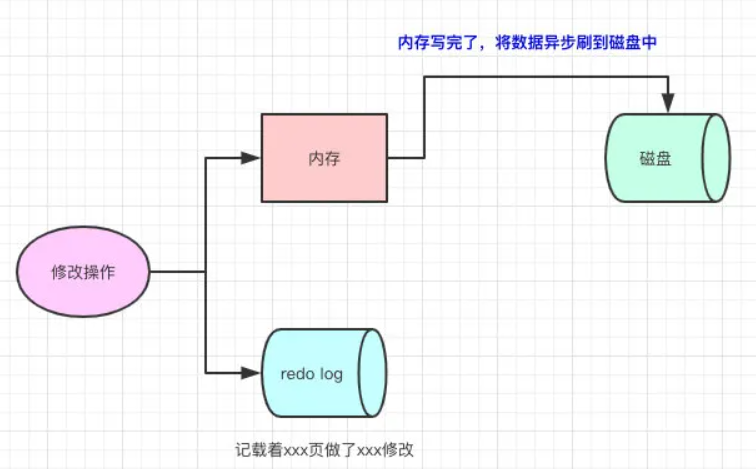 内存写完了，将数据异步刷到磁盘中
内存
磁盘
修改操作
redo log
记载着xxx页做了xxx修改